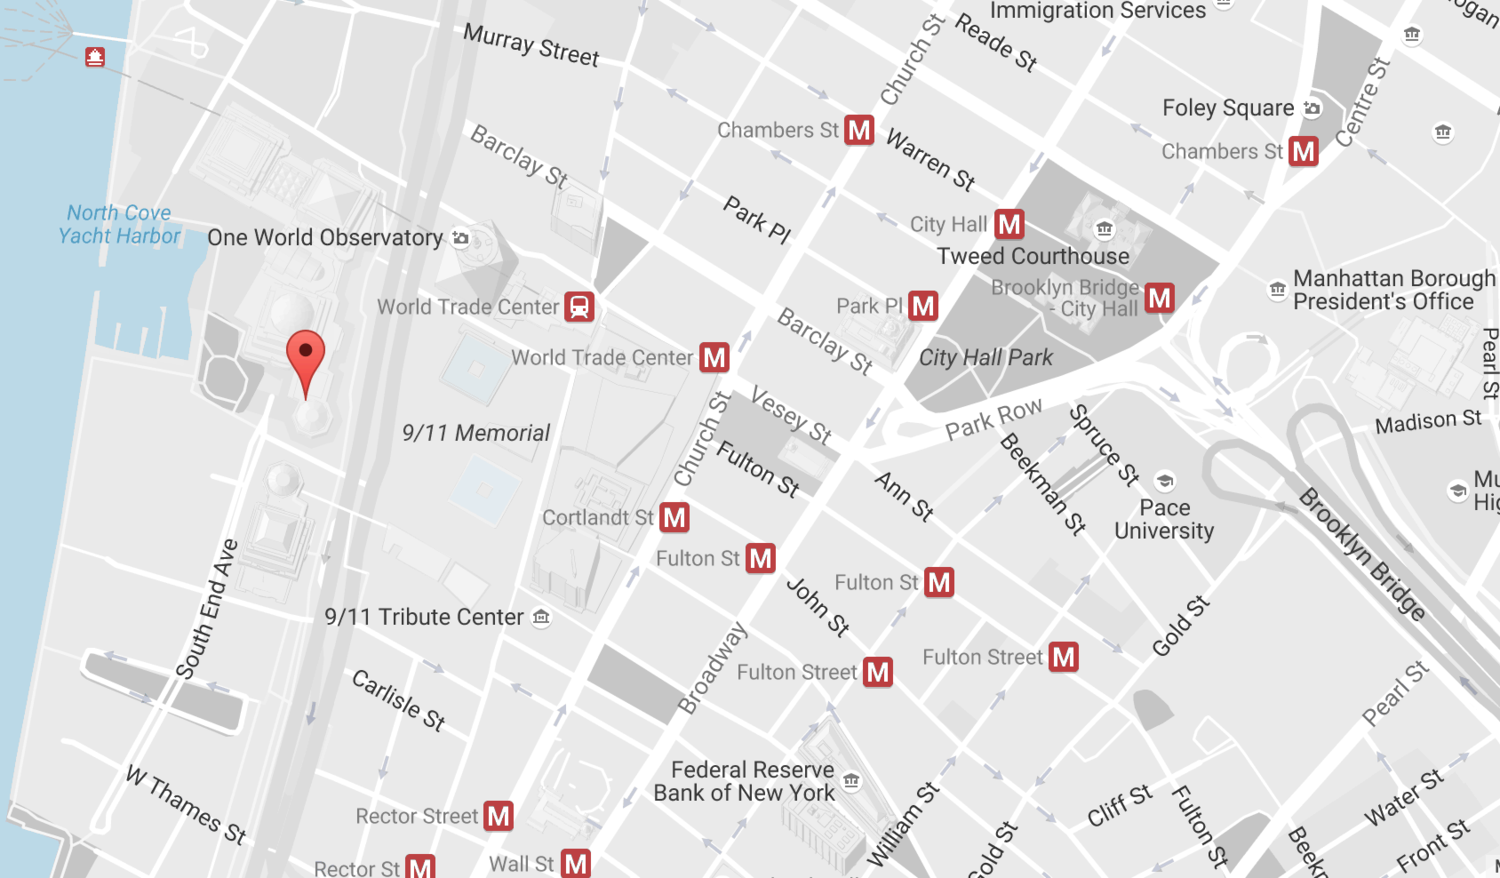 Immigration Services
Murray Street
Church St
Reade St
Centre St
Foley Square
Chambers St
M
Warren St
Chambers St
M
Barclay St
Park Pl
North Cove
Yacht Harbor
One World Observatory
City Hall
M
Tweed Courthouse
Manhattan Borough
President's Office
Brooklyn Bridge
- City Hall
M
World Trade Center
Park Pl
M
Barclay St
World Trade Center
M
City Hall Park
Pearl St
Vesey St
Church St
Park Row
Spruce St
Madison St
9/11 Memorial
Fulton St
Ann St
Beekman St
Pace
University
Brooklyn Bridge
Cortlandt St
M
Fulton St
M
Fulton St
M
John St
South End Ave
9/11 Tribute Center
Gold St
Broadway
Fulton Street
M
Fulton Street
M
Carlisle St
Pearl St
W Thames St
Federal Reserve
Bank of New York
Rector Street
M
William St
Cliff St
Fulton St
Water St
Front St
Gold St
Rector St
M
Wall St
M